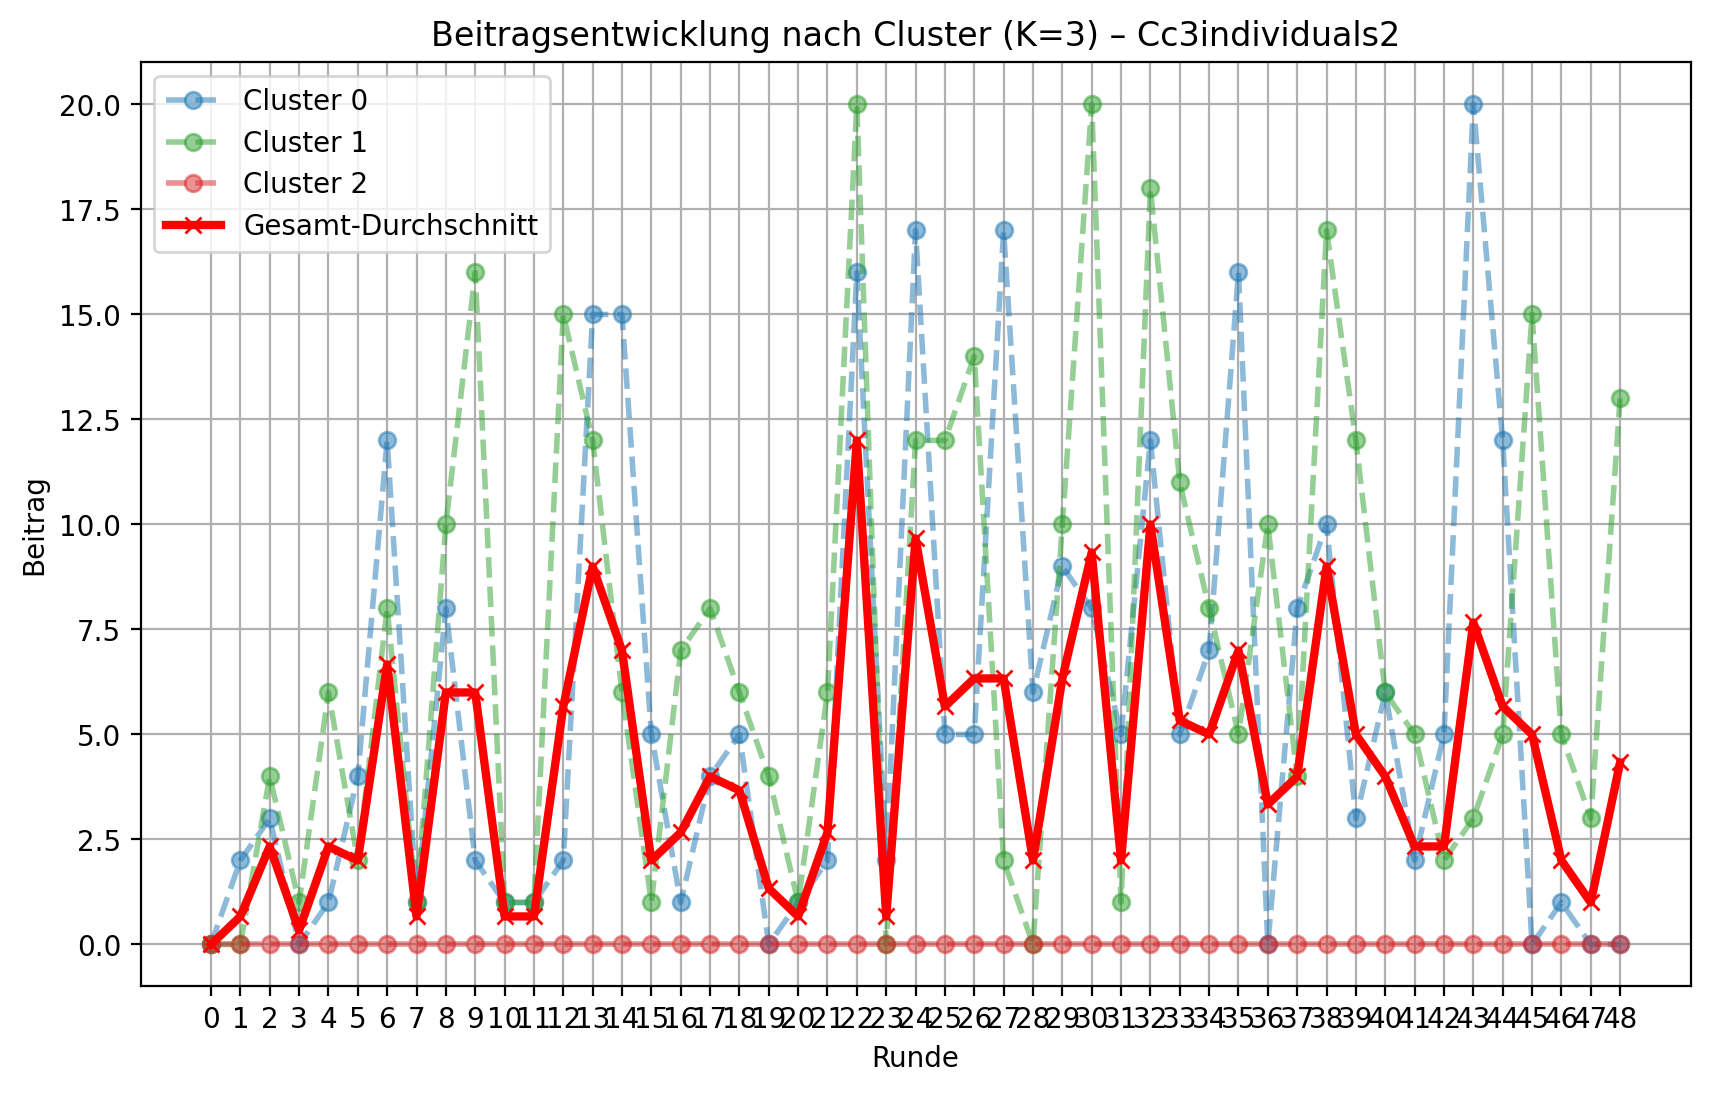 Beitragsentwicklung nach Cluster (K=3) – Cc3individuals2
Cluster 0
Cluster 1
Cluster 2
Gesamt-Durchschnitt
20.0
17.5
15.0
12.5
10.0
7.5
5.0
2.5
0.0
Beitrag
0 1 2 3 4 5 6 7 8 9 10 11 12 13 14 15 16 17 18 19 20 21 22 23 24 25 26 27 28 29 30 31 32 33 34 35 36 37 38 39 40 41 42 43 44 45 46 47 48
Runde